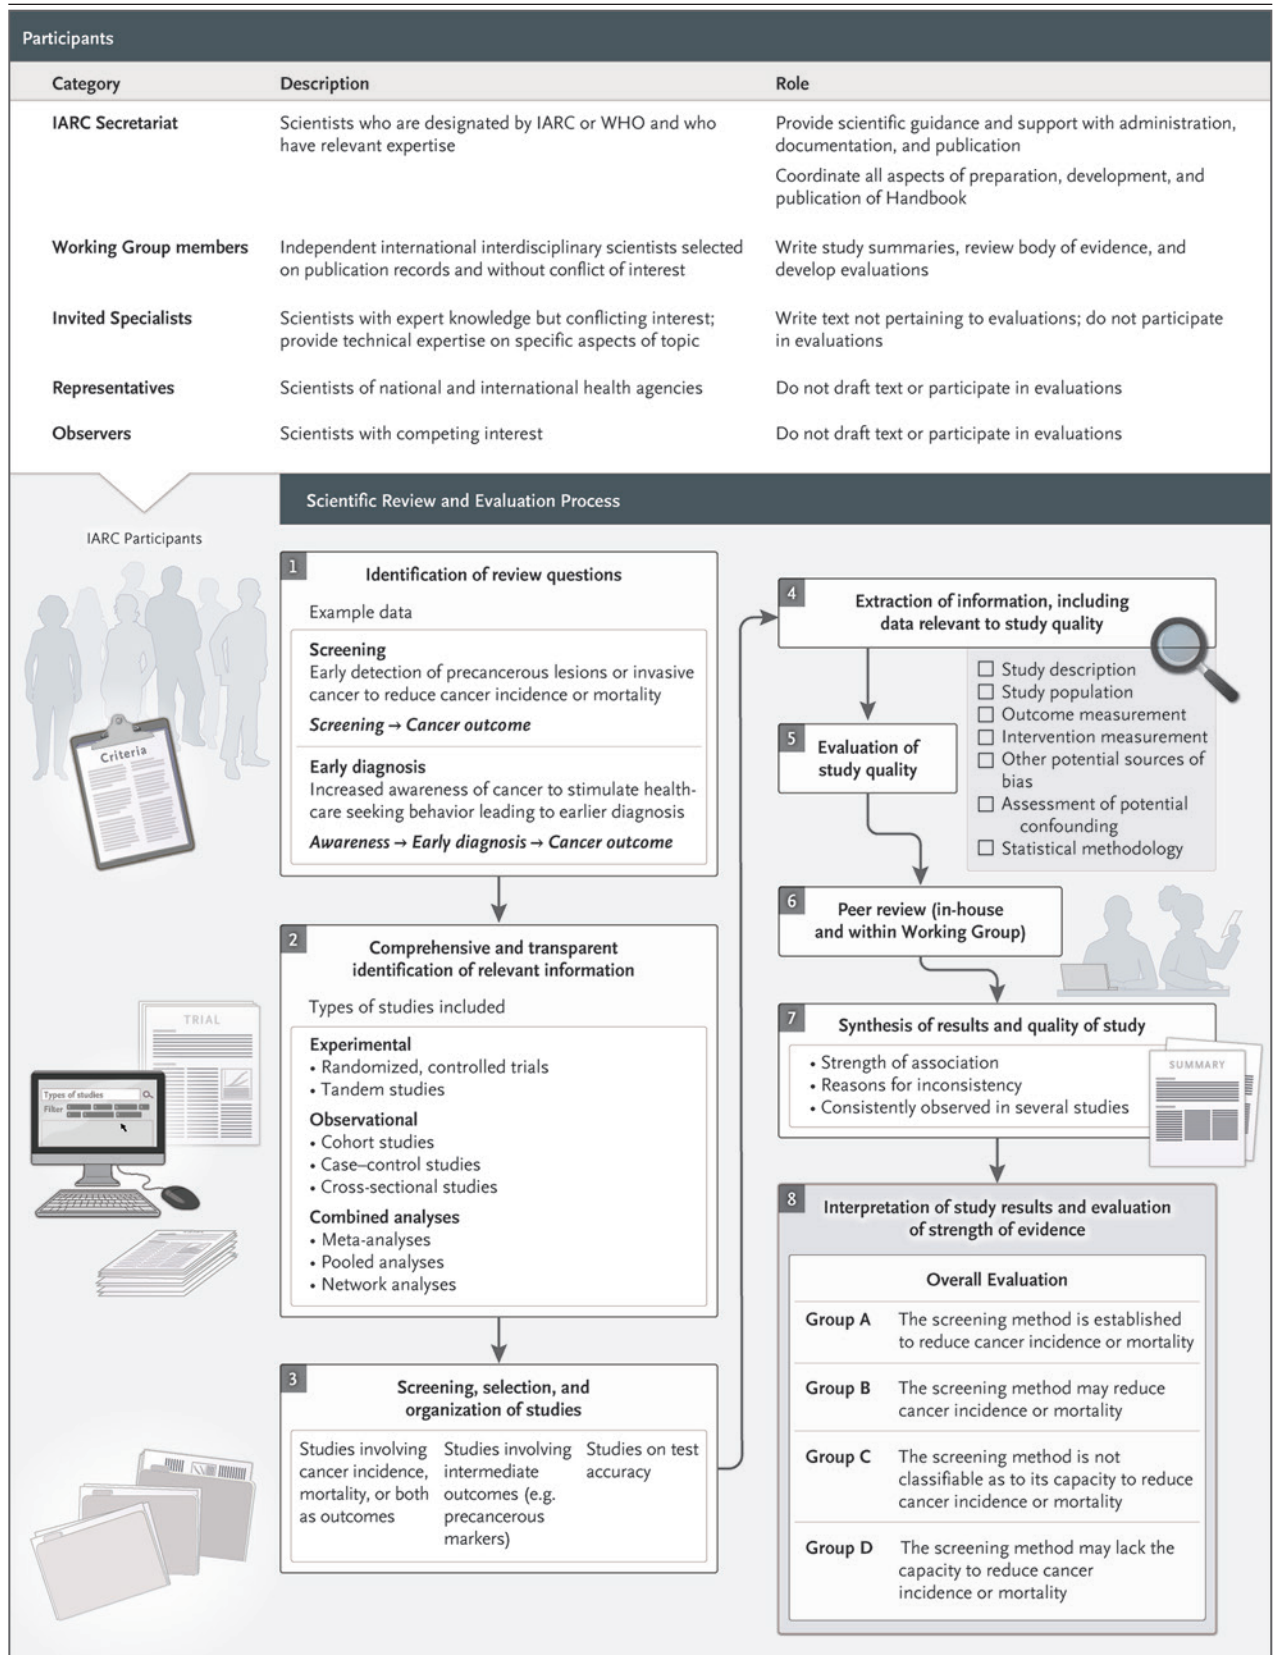 Participants
Category Description Role
IARC Secretariat Scientists who are designated by IARC or WHO and who Provide scientific guidance and support with administration,
have relevant expertise documentation, and publication
Coordinate all aspects of preparation, development, and
publication of Handbook
Working Group members Independent international interdisciplinary scientists selected Write study summaries, review body of evidence, and
on publication records and without conflict of interest develop evaluations
Invited Specialists Scientists with expert knowledge but conflicting interest; Write text not pertaining to evaluations; do not participate
provide technical expertise on specific aspects of topic in evaluations
Representatives Scientists of national and international health agencies Do not draft text or participate in evaluations
Observers Scientists with competing interest Do not draft text or participate in evaluations
Scientific Review and Evaluation Process
IARC Participants
Criteria
1 Identification of review questions
Example data
Screening
Early detection of precancerous lesions or invasive
cancer to reduce cancer incidence or mortality
Screening → Cancer outcome
Early diagnosis
Increased awareness of cancer to stimulate health-
care seeking behavior leading to earlier diagnosis
Awareness → Early diagnosis → Cancer outcome
2 Comprehensive and transparent
identification of relevant information
Types of studies included
Experimental
• Randomized, controlled trials
• Tandem studies
Observational
• Cohort studies
• Case–control studies
• Cross-sectional studies
Combined analyses
• Meta-analyses
• Pooled analyses
• Network analyses
TRIAL
Types of studies
Filter
3 Screening, selection, and
organization of studies
Studies involving
cancer incidence,
mortality, or both
as outcomes
Studies involving
intermediate
outcomes (e.g.
precancerous
markers)
Studies on test
accuracy
4 Extraction of information, including
data relevant to study quality
☐ Study description
☐ Study population
☐ Outcome measurement
☐ Intervention measurement
☐ Other potential sources of
bias
☐ Assessment of potential
confounding
☐ Statistical methodology
5 Evaluation of
study quality
6 Peer review (in-house
and within Working Group)
7 Synthesis of results and quality of study
• Strength of association
• Reasons for inconsistency
• Consistently observed in several studies
SUMMARY
8 Interpretation of study results and evaluation
of strength of evidence
Overall Evaluation
Group A The screening method is established
to reduce cancer incidence or mortality
Group B The screening method may reduce
cancer incidence or mortality
Group C The screening method is not
classifiable as to its capacity to reduce
cancer incidence or mortality
Group D The screening method may lack the
capacity to reduce cancer
incidence or mortality